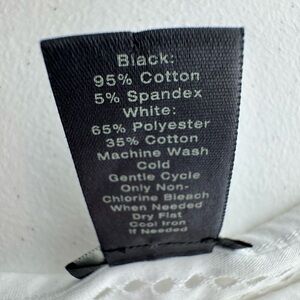 Black:
95% Cotton
5% Spandex
White:
65% Polyester
35% Cotton
Machine Wash
Cold
Gentle Cycle
Only Non-
Chlorine Bleach
When Needed
Dry Flat
Cool Iron
If Needed